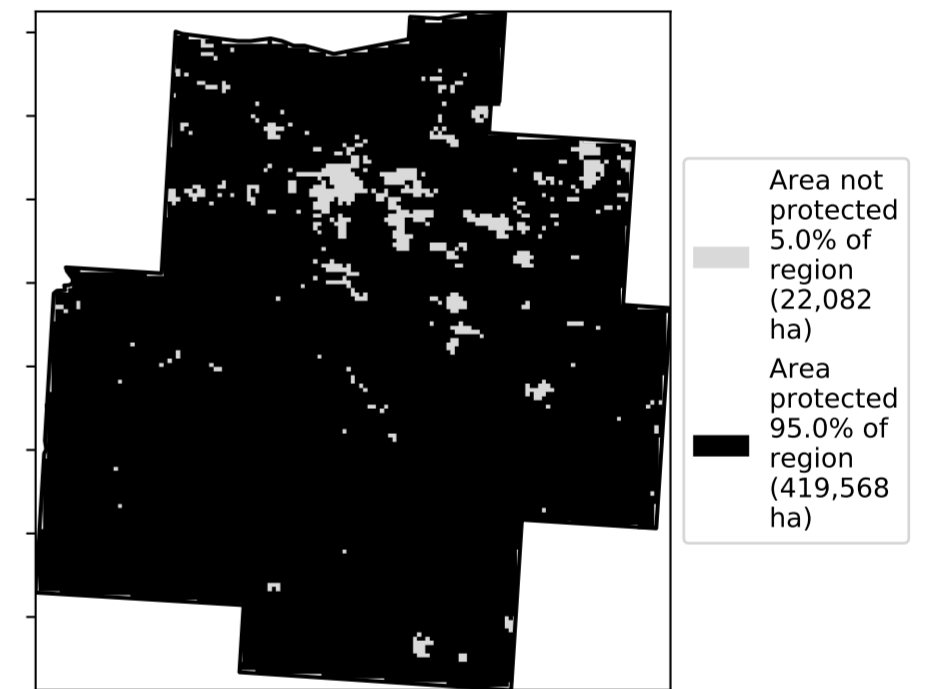 Area not
protected
5.0% of
region
(22,082
ha)
Area
protected
95.0% of
region
(419,568
ha)